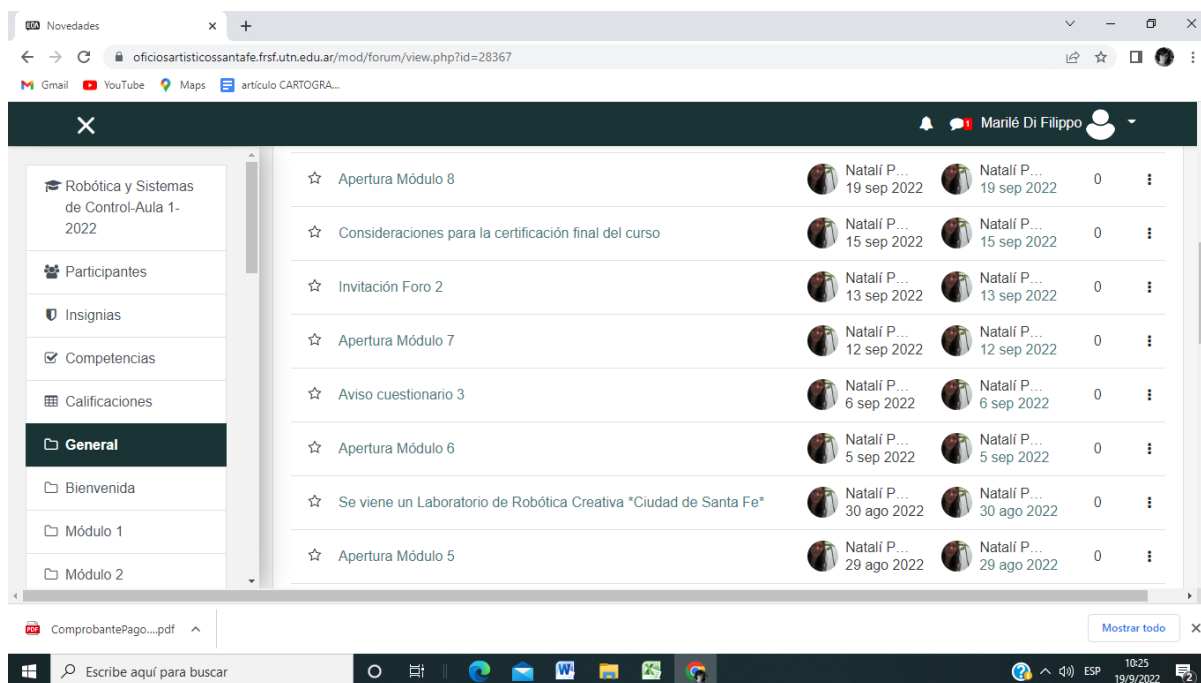 EDA Novedades
oficiosartisticossantafe.frsf.utn.edu.ar/mod/forum/view.php?id=28367
Gmail YouTube Maps artículo CARTOGRA...
1 Marilé Di Filippo
Robótica y Sistemas
de Control-Aula 1-
2022
Participantes
Insignias
Competencias
Calificaciones
General
Bienvenida
Módulo 1
Módulo 2
Apertura Módulo 8 Natalí P... 19 sep 2022 Natalí P... 19 sep 2022 0
Consideraciones para la certificación final del curso Natalí P... 15 sep 2022 Natalí P... 15 sep 2022 0
Invitación Foro 2 Natalí P... 13 sep 2022 Natalí P... 13 sep 2022 0
Apertura Módulo 7 Natalí P... 12 sep 2022 Natalí P... 12 sep 2022 0
Aviso cuestionario 3 Natalí P... 6 sep 2022 Natalí P... 6 sep 2022 0
Apertura Módulo 6 Natalí P... 5 sep 2022 Natalí P... 5 sep 2022 0
Se viene un Laboratorio de Robótica Creativa *Ciudad de Santa Fe* Natalí P... 30 ago 2022 Natalí P... 30 ago 2022 0
Apertura Módulo 5 Natalí P... 29 ago 2022 Natalí P... 29 ago 2022 0
PDF ComprobantePago....pdf Mostrar todo
Escribe aquí para buscar ESP 10:25
19/9/2022 2